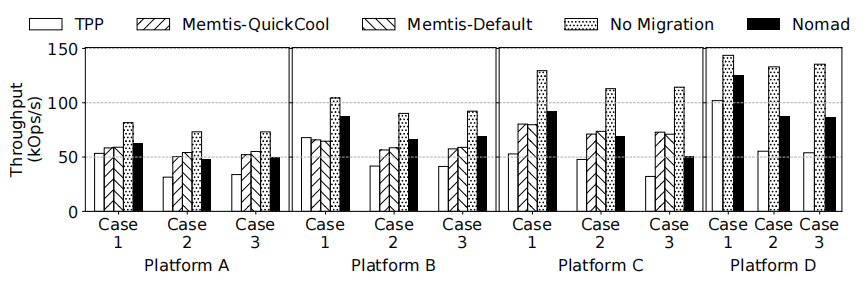 TPP Memtis-QuickCool Memtis-Default No Migration Nomad
Throughput
(kOps/s)
150
100
50
0
Case 1 Case 2 Case 3 Case 1 Case 2 Case 3 Case 1 Case 2 Case 3 Case 1 Case 2 Case 3
Platform A Platform B Platform C Platform D